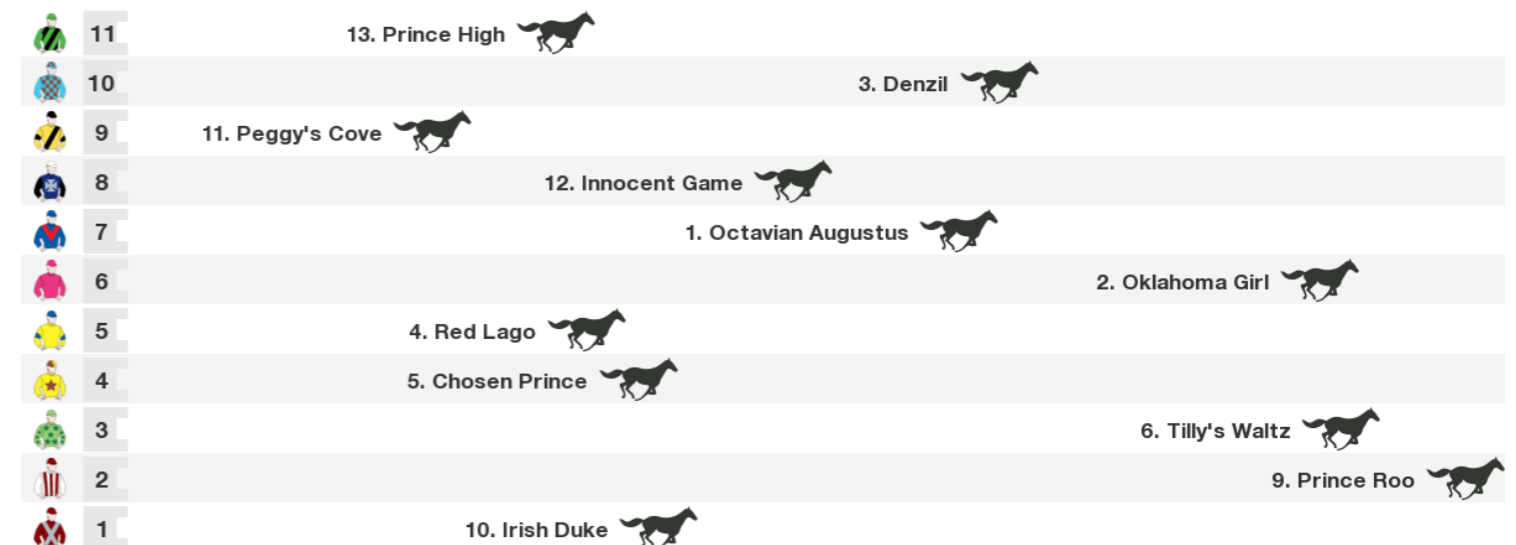 11 13. Prince High
10 3. Denzil
9 11. Peggy's Cove
8 12. Innocent Game
7 1. Octavian Augustus
6 2. Oklahoma Girl
5 4. Red Lago
4 5. Chosen Prince
3 6. Tilly's Waltz
2 9. Prince Roo
1 10. Irish Duke